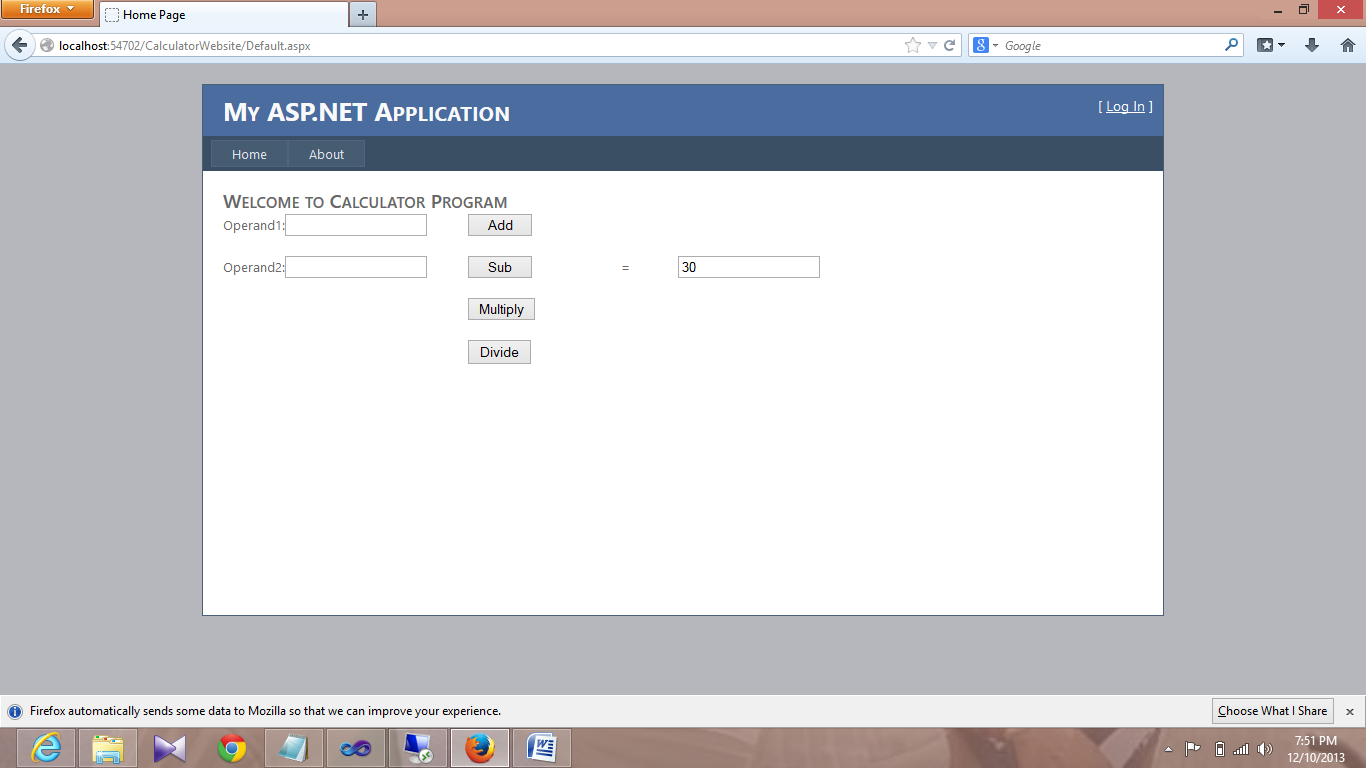 Firefox
Home Page
localhost:54702/CalculatorWebsite/Default.aspx
Google
My ASP.NET Application
[ Log In ]
Home
About
Welcome to Calculator Program
Operand1:
Add
Operand2:
Sub
=
30
Multiply
Divide
Firefox automatically sends some data to Mozilla so that we can improve your experience.
Choose What I Share
7:51 PM
12/10/2013